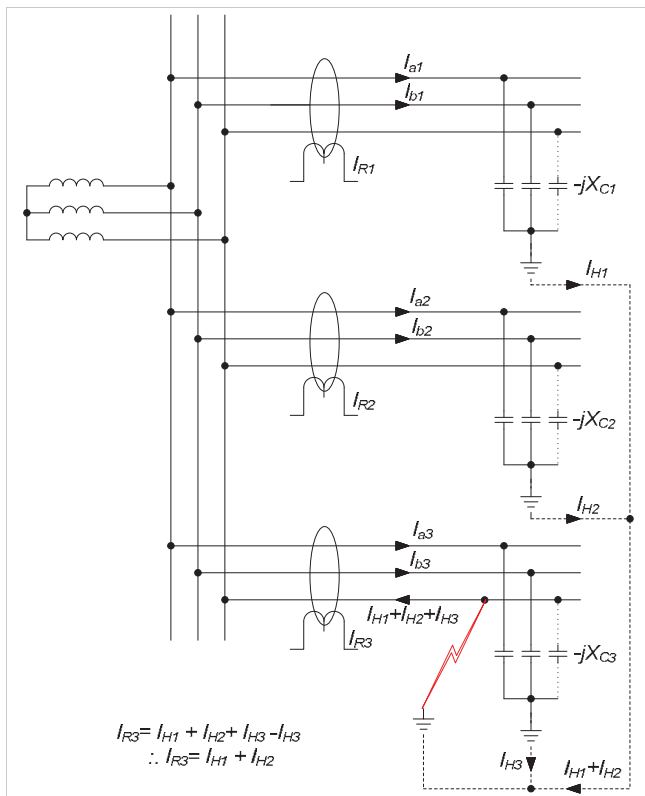 Ia1
Ib1
IR1
-jXC1
IH1
Ia2
Ib2
IR2
-jXC2
IH2
Ia3
Ib3
IH1+IH2+IH3
IR3
-jXC3
IR3= IH1 + IH2+ IH3 -IH3
∴ IR3= IH1 + IH2
IH3
IH1+IH2